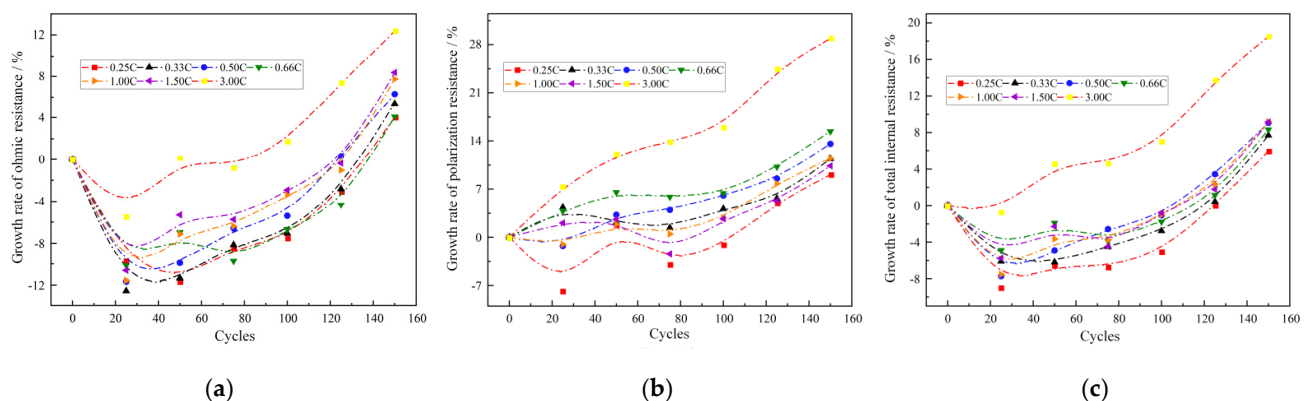 12
8
4
0
-4
-8
-12
Growth rate of ohmic resistance / %
0.25C 0.33C 0.50C 0.66C
1.00C 1.50C 3.00C
0 20 40 60 80 100 120 140 160
Cycles
(a)
28
21
14
7
0
-7
Growth rate of polarization resistance / %
0.25C 0.33C 0.50C 0.66C
1.00C 1.50C 3.00C
0 20 40 60 80 100 120 140 160
Cycles
(b)
20
16
12
8
4
0
-4
-8
Growth rate of total internal resistance / %
0.25C 0.33C 0.50C 0.66C
1.00C 1.50C 3.00C
0 20 40 60 80 100 120 140 160
Cycles
(c)